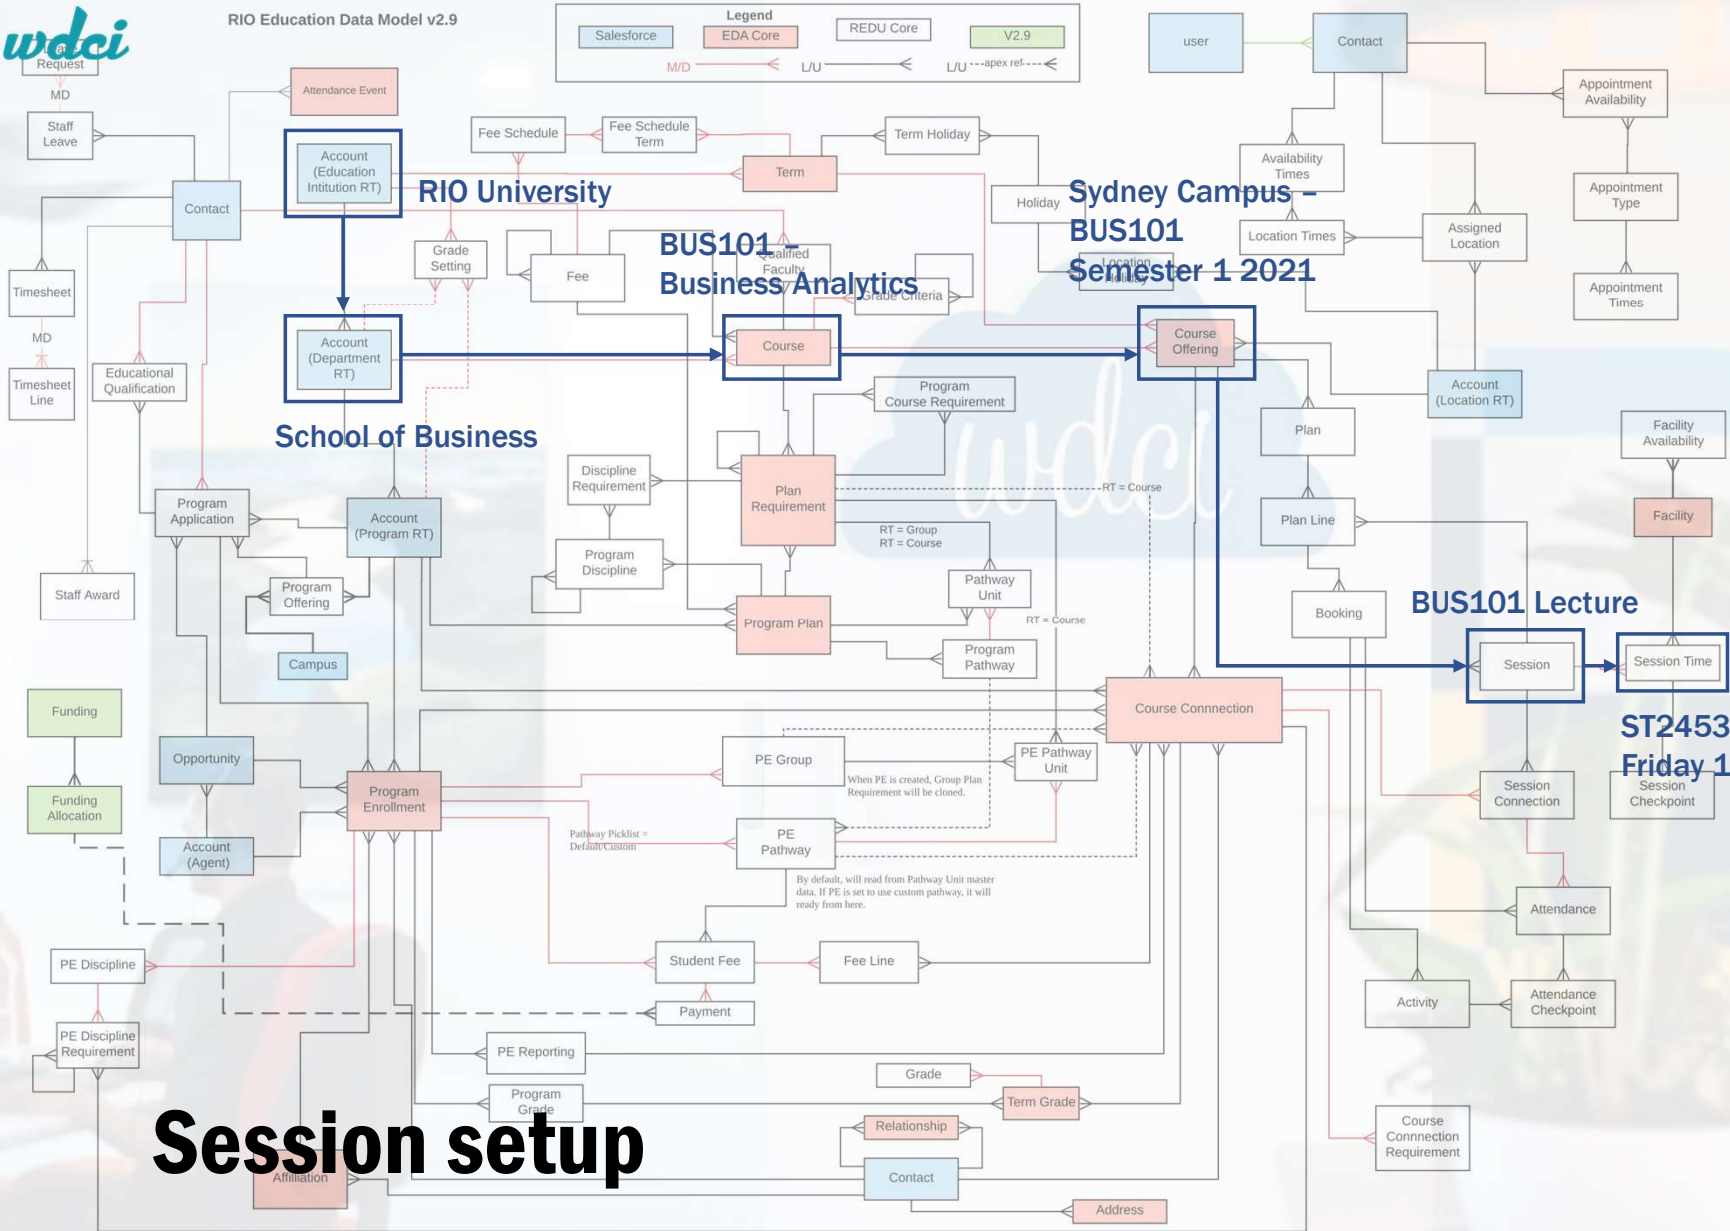 wdci
RIO Education Data Model v2.9
Legend
Salesforce
EDA Core
REDU Core
V2.9
M/D
L/U
L/U
apex ref
user
Contact
Request
MD
Staff
Leave
Attendance Event
Account
(Education
Intitution RT)
RIO University
Fee Schedule
Fee Schedule
Term
Term
Term Holiday
Holiday
Availability
Times
Appointment
Availability
Appointment
Type
Appointment
Times
Sydney Campus –
BUS101
Semester 1 2021
Location
Holiday
Location Times
Assigned
Location
Contact
Timesheet
MD
Timesheet
Line
Grade
Setting
Fee
BUS101 –
Business Analytics
Qualified
Faculty
Grade Criteria
Account
(Department
RT)
Course
Course
Offering
Account
(Location RT)
Educational
Qualification
School of Business
Program
Course Requirement
Plan
Facility
Availability
Discipline
Requirement
Plan
Requirement
RT = Course
wdci
RT = Group
RT = Course
Plan Line
Facility
Program
Application
Account
(Program RT)
Program
Discipline
Pathway
Unit
Staff Award
Program
Offering
Booking
BUS101 Lecture
Program Plan
RT = Course
Program
Pathway
Campus
Session
Session Time
Funding
Course Connnection
ST2453
Friday 1
Opportunity
PE Group
PE Pathway
Unit
When PE is created, Group Plan
Requirement will be cloned.
Program
Enrollment
Session
Connection
Session
Checkpoint
Funding
Allocation
Account
(Agent)
Pathway Picklist =
Default/Custom
PE
Pathway
By default, will read from Pathway Unit master
data. If PE is set to use custom pathway, it will
ready from here.
Attendance
PE Discipline
Student Fee
Fee Line
Activity
Attendance
Checkpoint
Payment
PE Discipline
Requirement
PE Reporting
Grade
Program
Grade
Term Grade
Session setup
Relationship
Course
Connnection
Requirement
Affilliation
Contact
Address